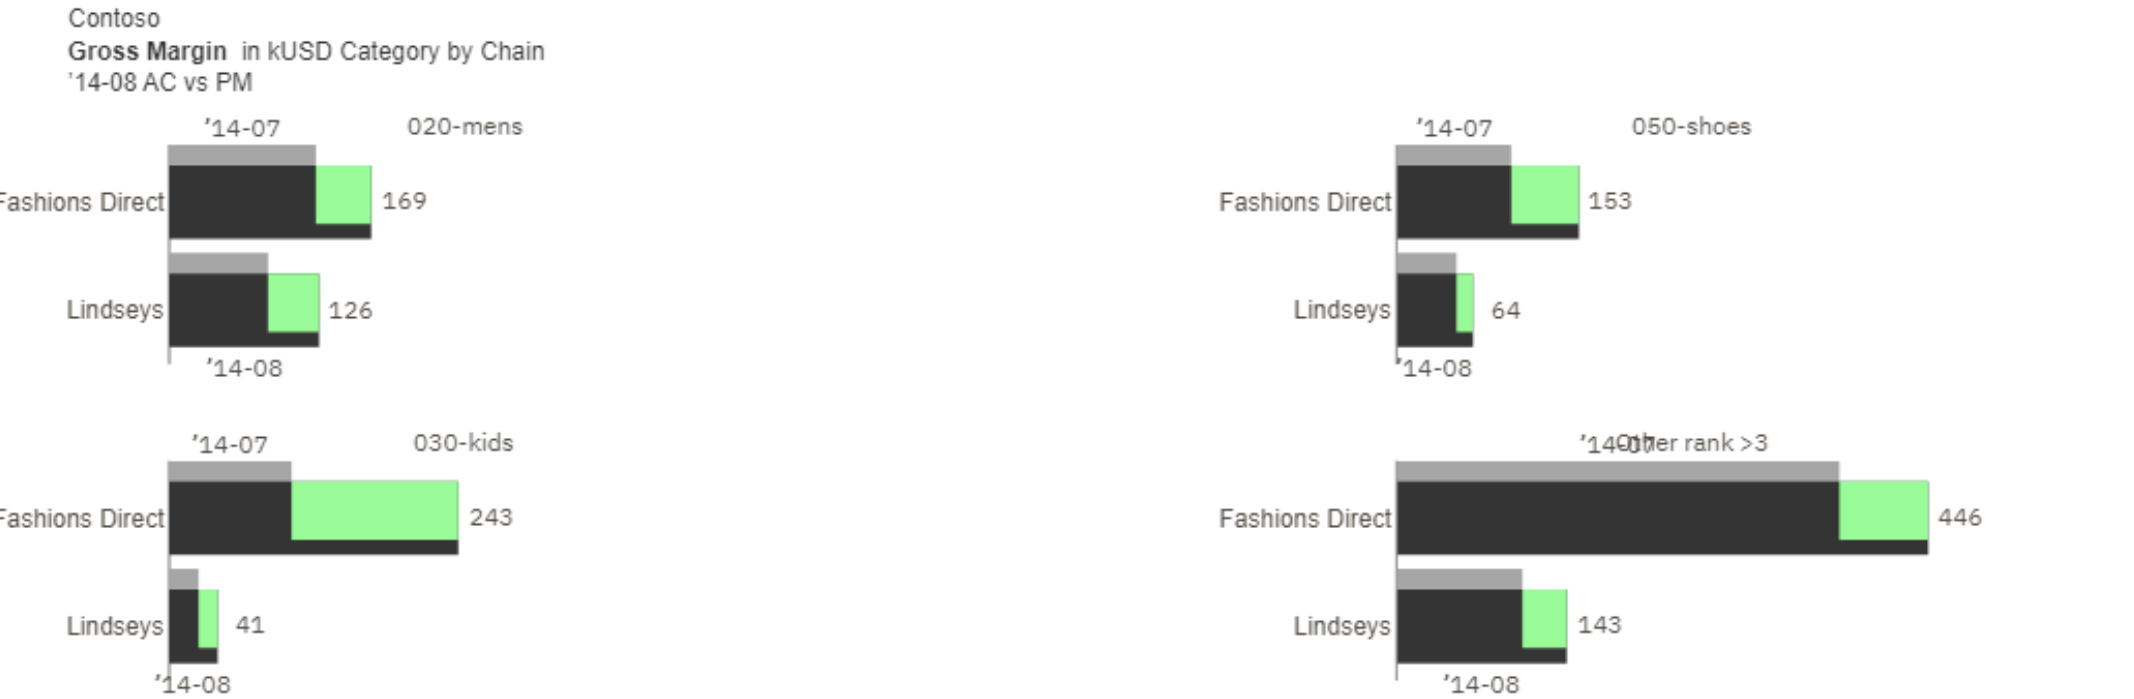 Contoso
Gross Margin in kUSD Category by Chain
'14-08 AC vs PM
'14-07 020-mens
Fashions Direct 169
Lindseys 126
'14-08
'14-07 050-shoes
Fashions Direct 153
Lindseys 64
'14-08
'14-07 030-kids
Fashions Direct 243
Lindseys 41
'14-08
'14-07 Other rank >3
Fashions Direct 446
Lindseys 143
'14-08